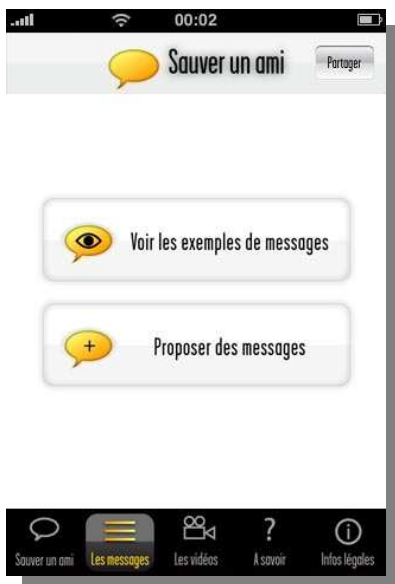 00:02
Sauver un ami
Partager
Voir les exemples de messages
+ Proposer des messages
Sauver un ami Les messages Les vidéos ? A savoir Infos légales